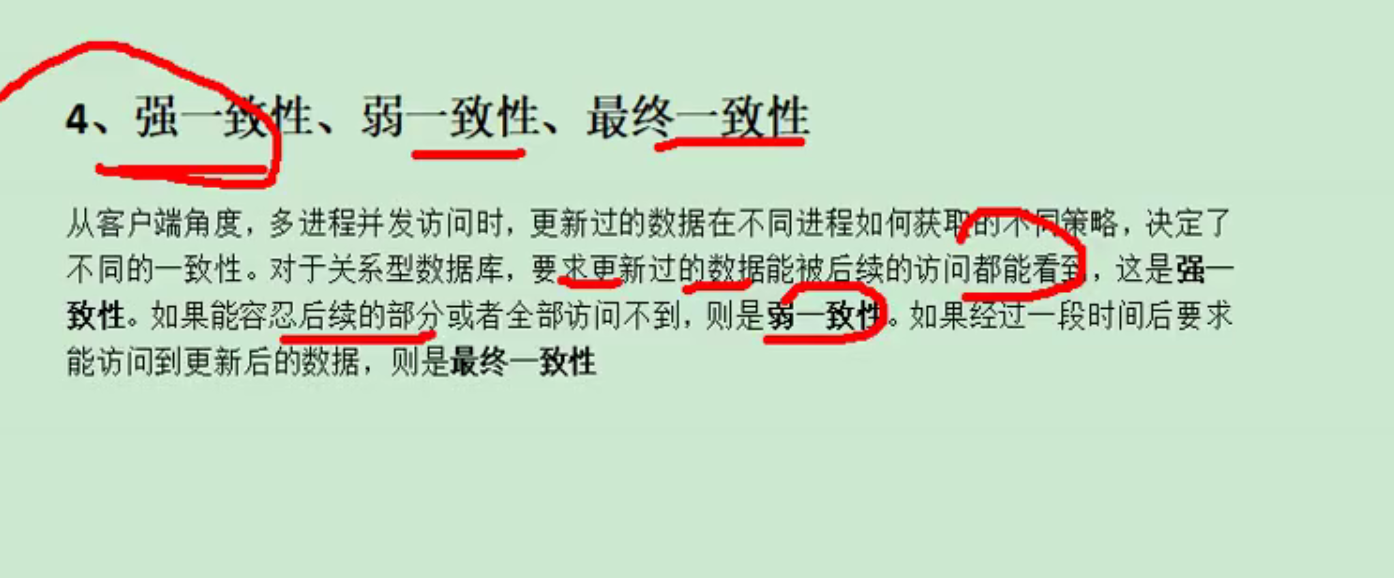 4、强一致性、弱一致性、最终一致性
从客户端角度，多进程并发访问时，更新过的数据在不同进程如何获取的不同策略，决定了
不同的一致性。对于关系型数据库，要求更新过的数据能被后续的访问都能看到，这是强一
致性。如果能容忍后续的部分或者全部访问不到，则是弱一致性。如果经过一段时间后要求
能访问到更新后的数据，则是最终一致性